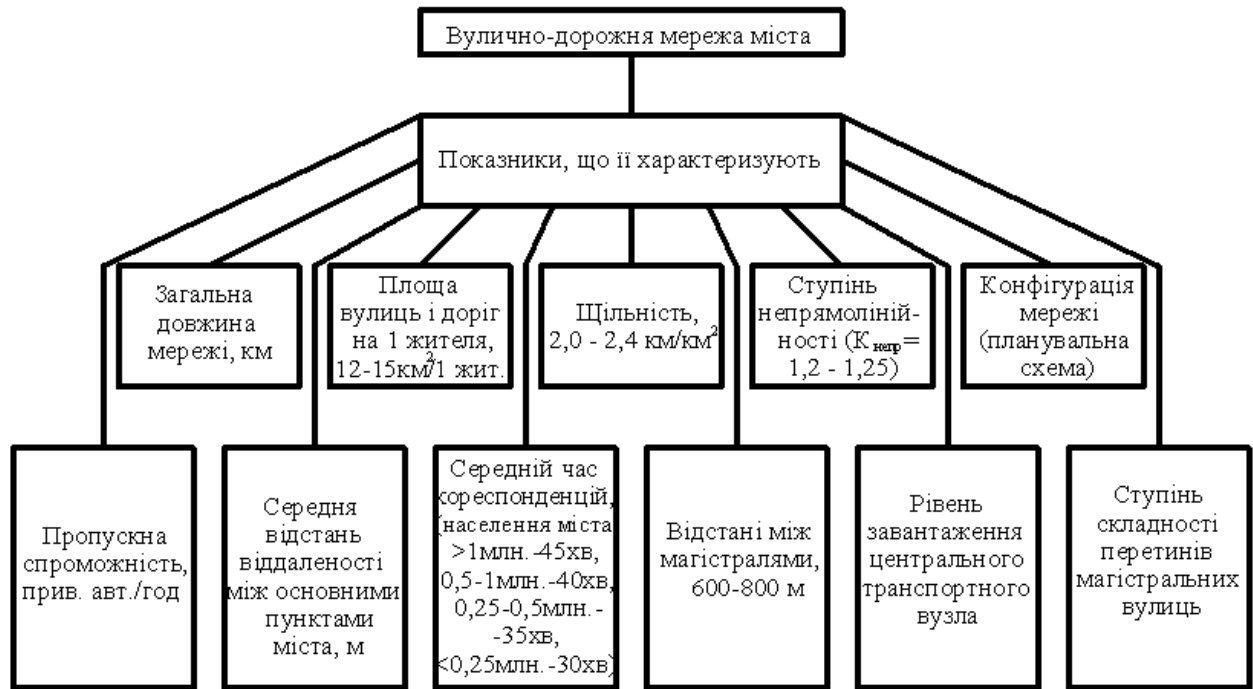 Вулично-дорожня мережа міста
Показники, що її характеризують
Загальна
довжина
мережі, км
Площа
вулиць і доріг
на 1 жителя,
12-15км²/1 жит.
Щільність,
2,0 - 2,4 км/км²
Ступінь
непрямоліній-
ності (К непр =
1,2 - 1,25)
Конфігурація
мережі
(планувальна
схема)
Пропускна
спроможність,
прив. авт./год
Середня
відстань
віддаленості
між основними
пунктами
міста, м
Середній час
кореспонденцій,
(населення міста
>1млн.-45хв,
0,5-1млн.-40хв,
0,25-0,5млн.-
-35хв,
<0,25млн.-30хв)
Відстані між
магістралями,
600-800 м
Рівень
завантаження
центрального
транспортного
вузла
Ступінь
складності
перетинів
магістральних
вулиць